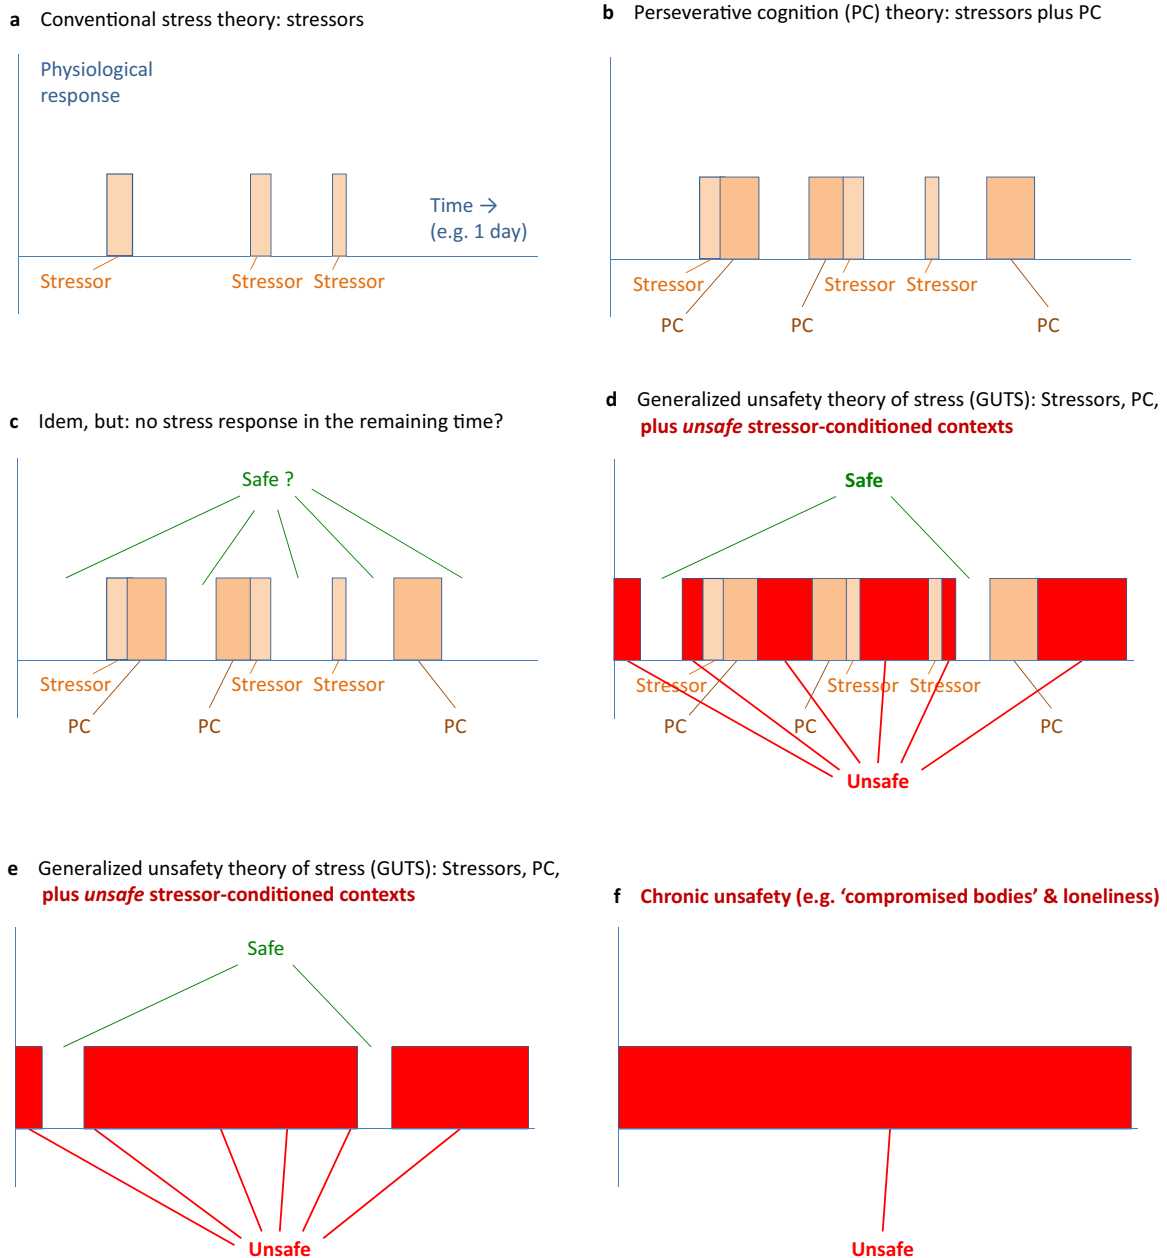 a Conventional stress theory: stressors
Physiological
response
Time →
(e.g. 1 day)
Stressor
Stressor
Stressor
b Perseverative cognition (PC) theory: stressors plus PC
Stressor
Stressor
Stressor
PC
PC
PC
c Idem, but: no stress response in the remaining time?
Safe ?
Stressor
Stressor
Stressor
PC
PC
PC
d Generalized unsafety theory of stress (GUTS): Stressors, PC,
plus unsafe stressor-conditioned contexts
Safe
Stressor
Stressor
Stressor
PC
PC
PC
Unsafe
e Generalized unsafety theory of stress (GUTS): Stressors, PC,
plus unsafe stressor-conditioned contexts
Safe
Unsafe
f Chronic unsafety (e.g. ‘compromised bodies’ & loneliness)
Unsafe